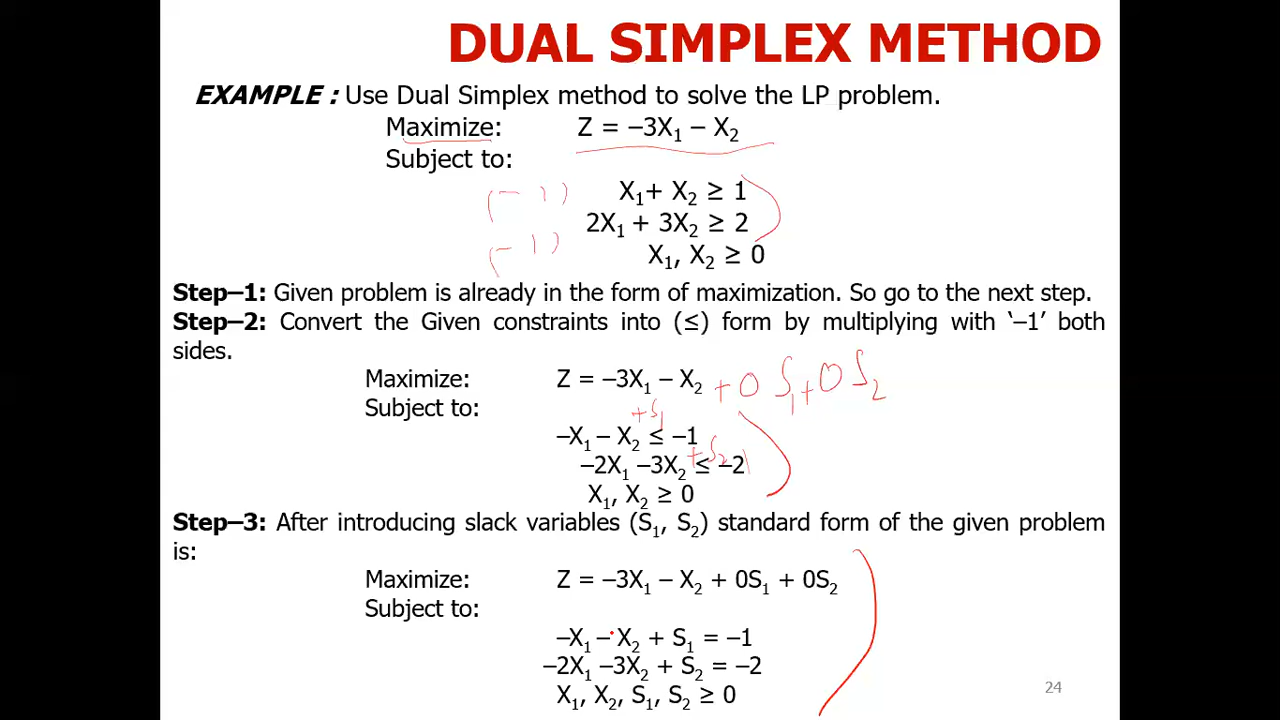 DUAL SIMPLEX METHOD
EXAMPLE : Use Dual Simplex method to solve the LP problem.
Maximize: Z = –3X₁ – X₂
Subject to:
(–1) X₁+ X₂ ≥ 1
2X₁ + 3X₂ ≥ 2
(–1) X₁, X₂ ≥ 0
Step–1: Given problem is already in the form of maximization. So go to the next step.
Step–2: Convert the Given constraints into (≤) form by multiplying with ‘–1’ both
sides.
Maximize: Z = –3X₁ – X₂ + 0 S₁ + 0 S₂
Subject to:
+S₁
–X₁ – X₂ ≤ –1
–2X₁ –3X₂ +S₂ ≤ –2
X₁, X₂ ≥ 0
Step–3: After introducing slack variables (S₁, S₂) standard form of the given problem
is:
Maximize: Z = –3X₁ – X₂ + 0S₁ + 0S₂
Subject to:
–X₁ – X₂ + S₁ = –1
–2X₁ –3X₂ + S₂ = –2
X₁, X₂, S₁, S₂ ≥ 0
24